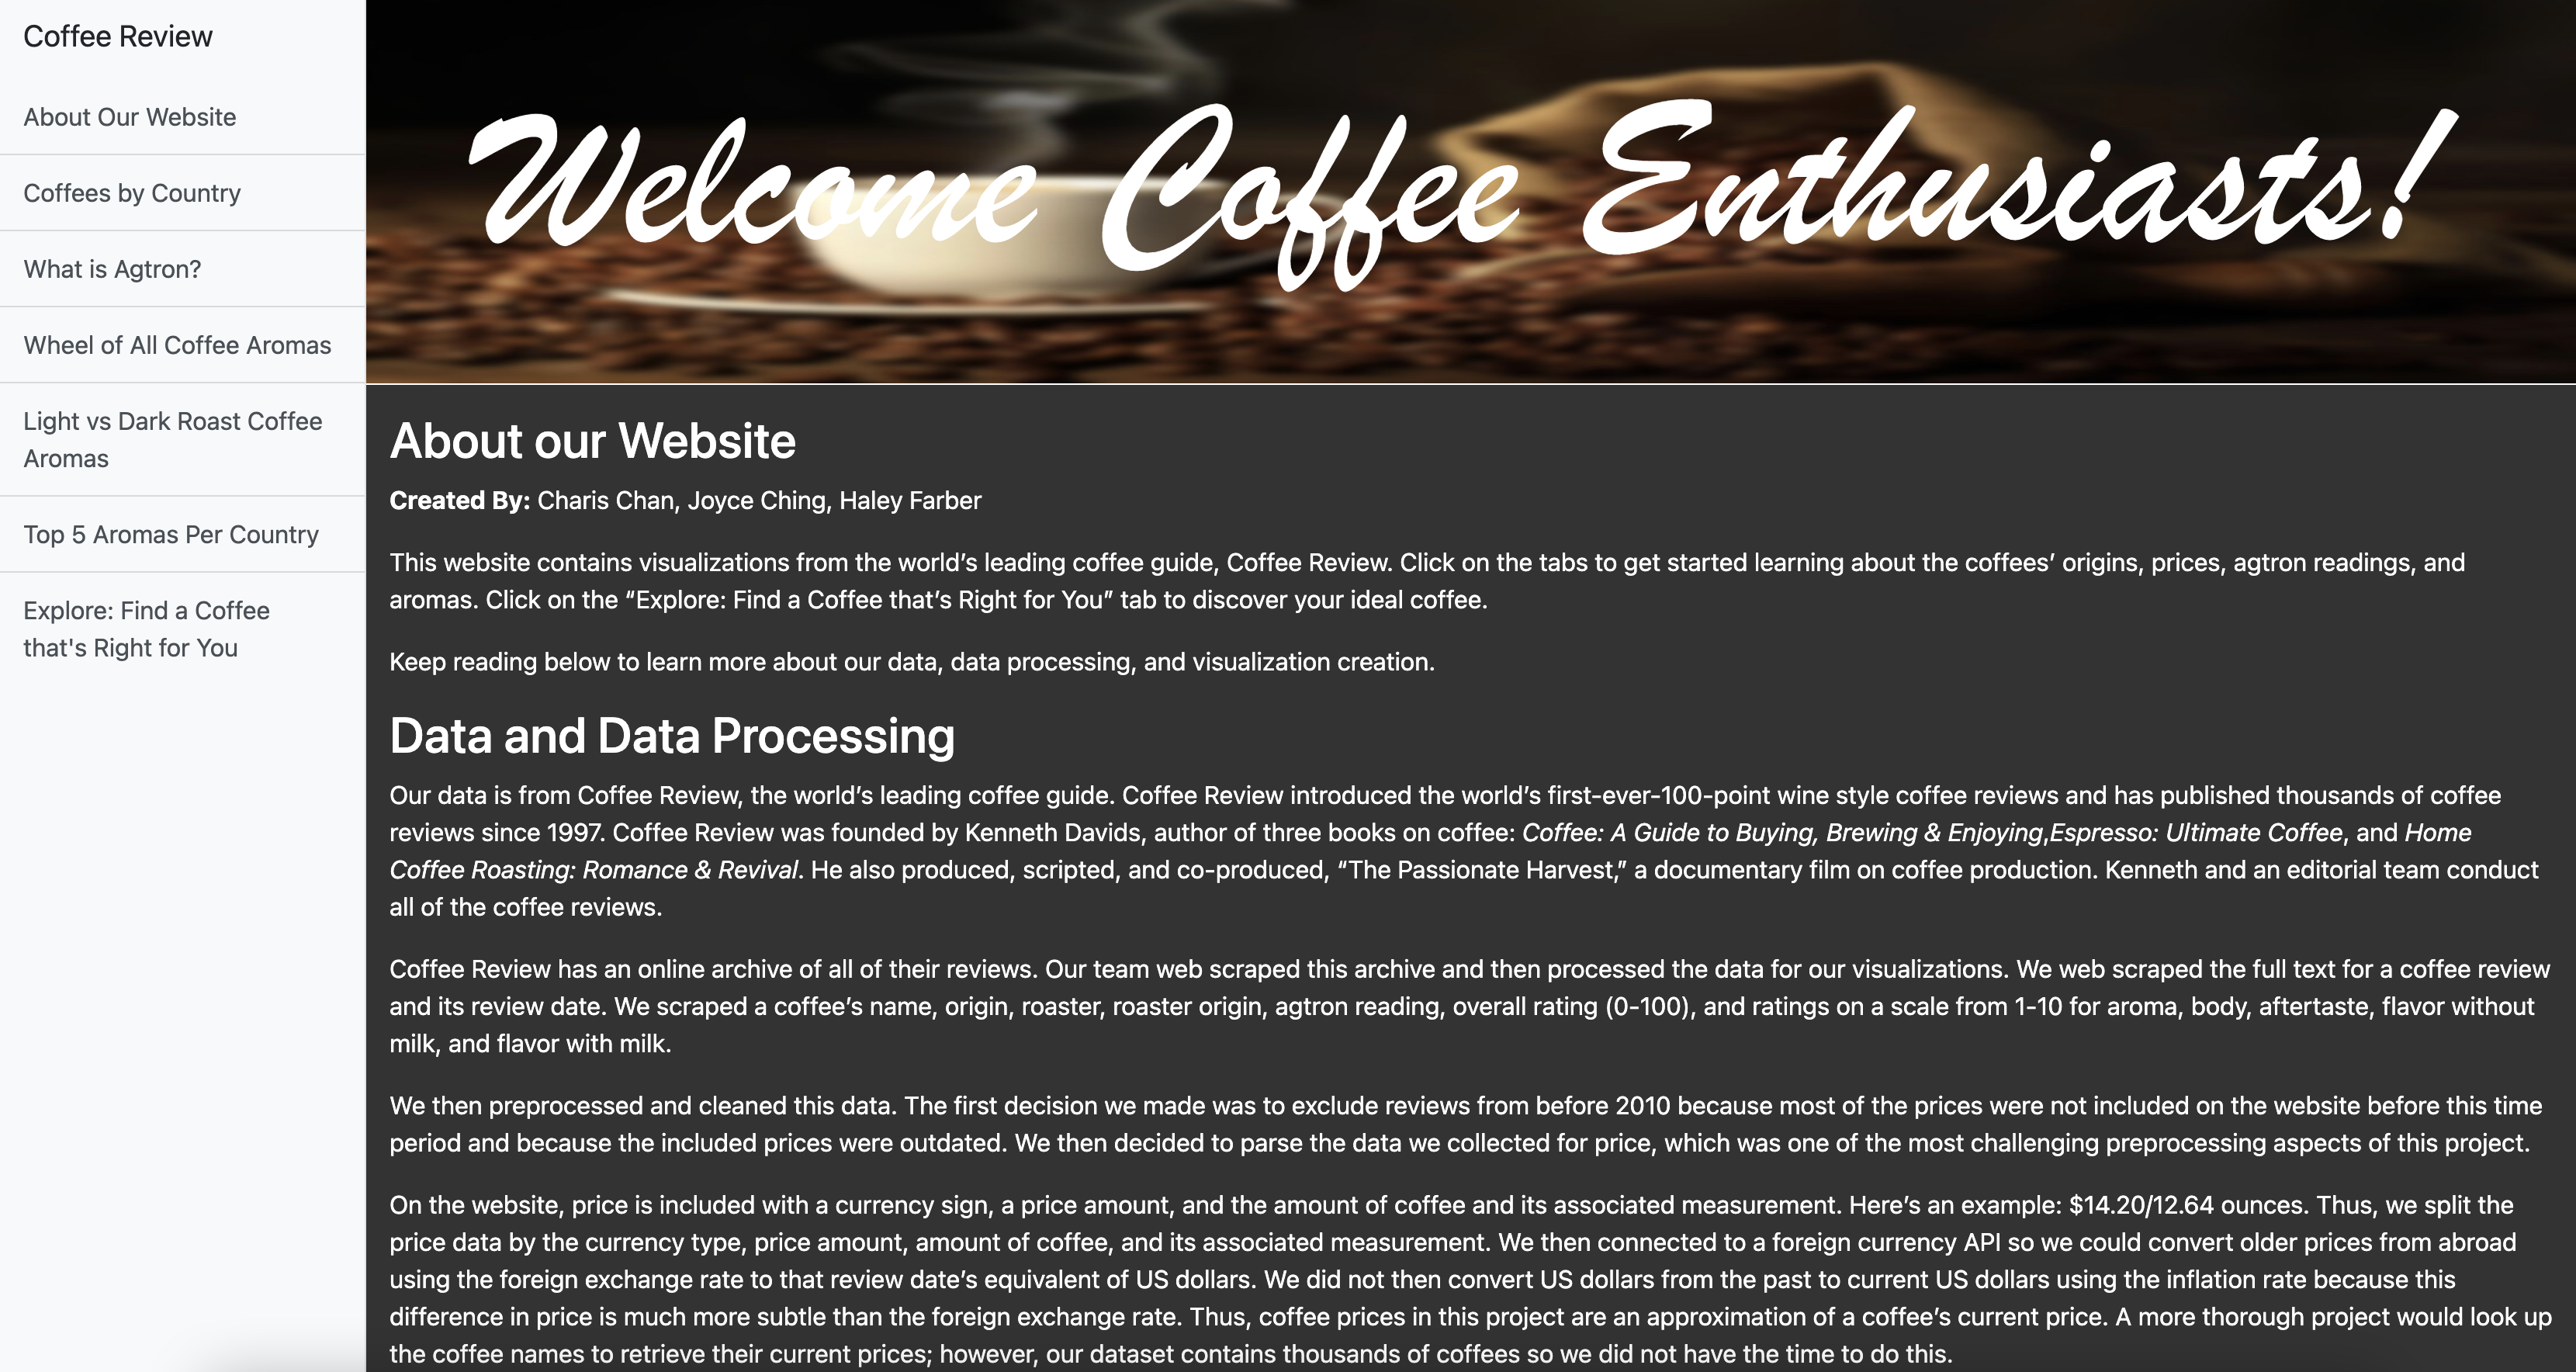 Coffee Review
About Our Website
Coffees by Country
What is Agtron?
Wheel of All Coffee Aromas
Light vs Dark Roast Coffee
Aromas
Top 5 Aromas Per Country
Explore: Find a Coffee
that's Right for You
Welcome Coffee Enthusiasts!
About our Website
Created By: Charis Chan, Joyce Ching, Haley Farber
This website contains visualizations from the world’s leading coffee guide, Coffee Review. Click on the tabs to get started learning about the coffees’ origins, prices, agtron readings, and
aromas. Click on the “Explore: Find a Coffee that’s Right for You” tab to discover your ideal coffee.
Keep reading below to learn more about our data, data processing, and visualization creation.
Data and Data Processing
Our data is from Coffee Review, the world’s leading coffee guide. Coffee Review introduced the world’s first-ever-100-point wine style coffee reviews and has published thousands of coffee
reviews since 1997. Coffee Review was founded by Kenneth Davids, author of three books on coffee: Coffee: A Guide to Buying, Brewing & Enjoying,Espresso: Ultimate Coffee, and Home
Coffee Roasting: Romance & Revival. He also produced, scripted, and co-produced, “The Passionate Harvest,” a documentary film on coffee production. Kenneth and an editorial team conduct
all of the coffee reviews.
Coffee Review has an online archive of all of their reviews. Our team web scraped this archive and then processed the data for our visualizations. We web scraped the full text for a coffee review
and its review date. We scraped a coffee’s name, origin, roaster, roaster origin, agtron reading, overall rating (0-100), and ratings on a scale from 1-10 for aroma, body, aftertaste, flavor without
milk, and flavor with milk.
We then preprocessed and cleaned this data. The first decision we made was to exclude reviews from before 2010 because most of the prices were not included on the website before this time
period and because the included prices were outdated. We then decided to parse the data we collected for price, which was one of the most challenging preprocessing aspects of this project.
On the website, price is included with a currency sign, a price amount, and the amount of coffee and its associated measurement. Here’s an example: $14.20/12.64 ounces. Thus, we split the
price data by the currency type, price amount, amount of coffee, and its associated measurement. We then connected to a foreign currency API so we could convert older prices from abroad
using the foreign exchange rate to that review date’s equivalent of US dollars. We did not then convert US dollars from the past to current US dollars using the inflation rate because this
difference in price is much more subtle than the foreign exchange rate. Thus, coffee prices in this project are an approximation of a coffee’s current price. A more thorough project would look up
the coffee names to retrieve their current prices; however, our dataset contains thousands of coffees so we did not have the time to do this.